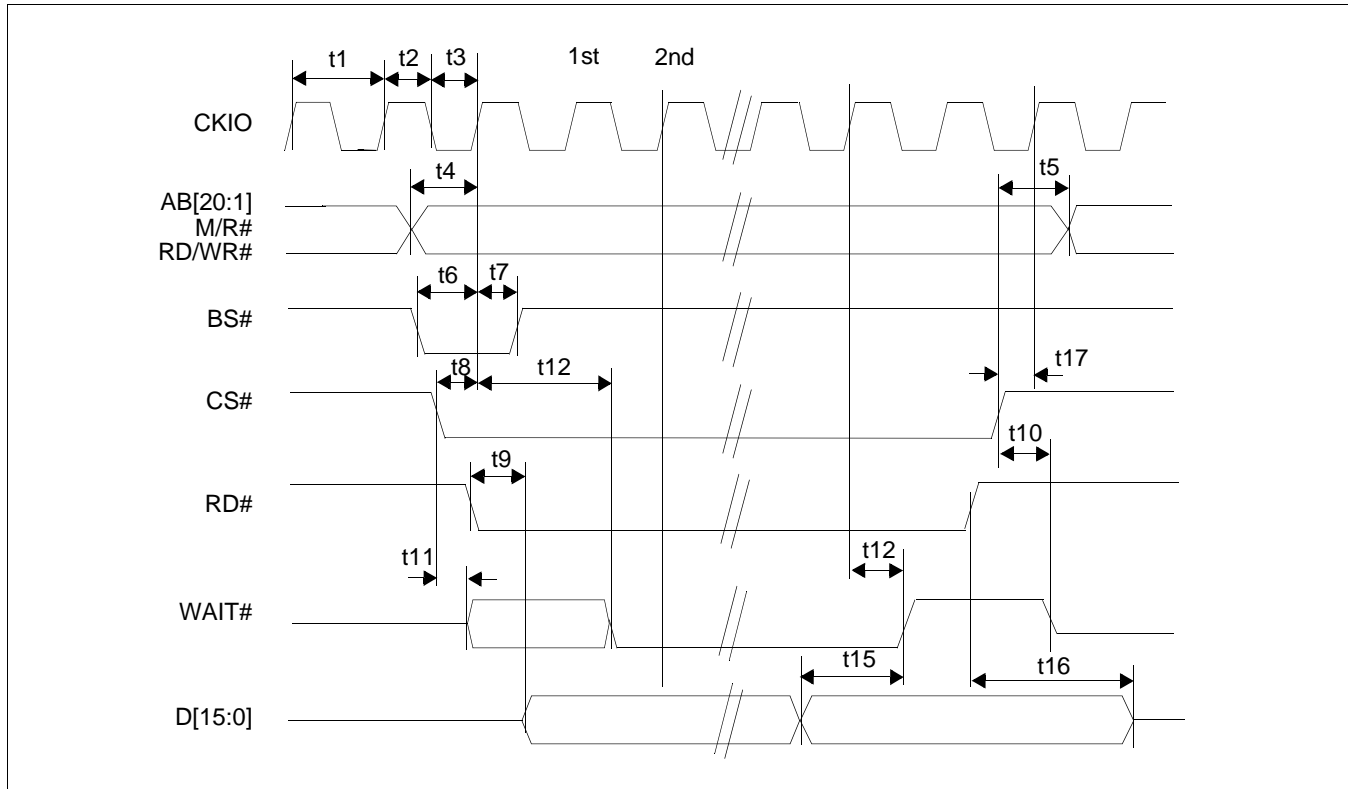 t1 t2 t3 1st 2nd
CKIO
t4 t5
AB[20:1]
M/R#
RD/WR#
t6 t7
BS#
t8 t12 t17
CS#
t10
t9
RD#
t11 t12
WAIT#
t15 t16
D[15:0]